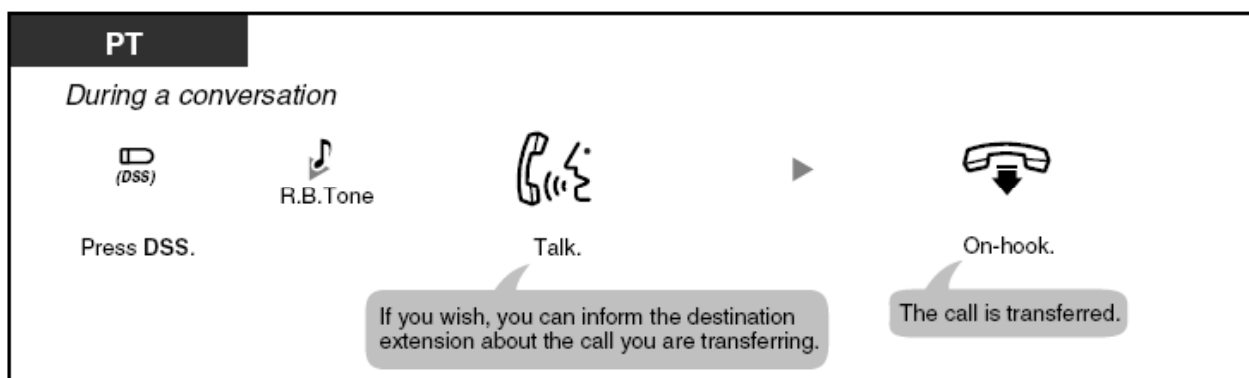 PT
During a conversation
(DSS)
R.B.Tone
Press DSS.
Talk.
On-hook.
If you wish, you can inform the destination
extension about the call you are transferring.
The call is transferred.